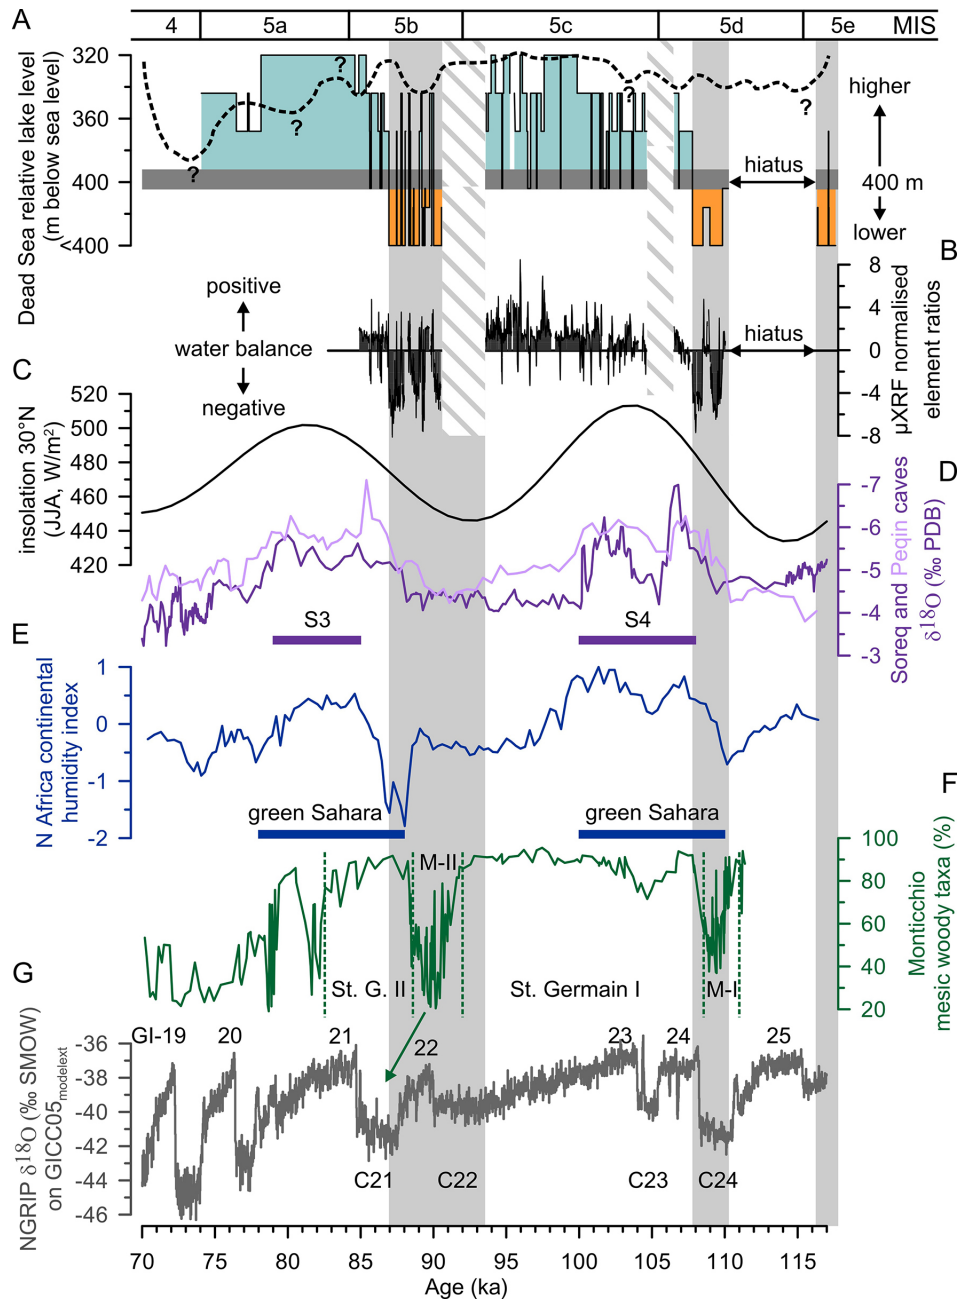 A
4 5a 5b 5c 5d 5e MIS
Dead Sea relative lake level
(m below sea level)
320
360
400
<400
?
?
?
?
?
higher
hiatus
400 m
lower
B
positive
water balance
negative
hiatus
8
4
0
-4
-8
µXRF normalised
element ratios
C
insolation 30°N
(JJA, W/m²)
520
500
480
460
440
420
D
-7
-6
-5
-4
-3
Soreq and Peqin caves
δ18O (‰ PDB)
S3
S4
E
N Africa continental
humidity index
1
0
-1
-2
green Sahara
green Sahara
F
100
80
60
40
20
Monticchio
mesic woody taxa (%)
M-II
St. G. II
St. Germain I
M-I
G
NGRIP δ18O (‰ SMOW)
on GICC05modelext
-36
-38
-40
-42
-44
-46
GI-19 20 21 22 23 24 25
C21 C22 C23 C24
70 75 80 85 90 95 100 105 110 115
Age (ka)